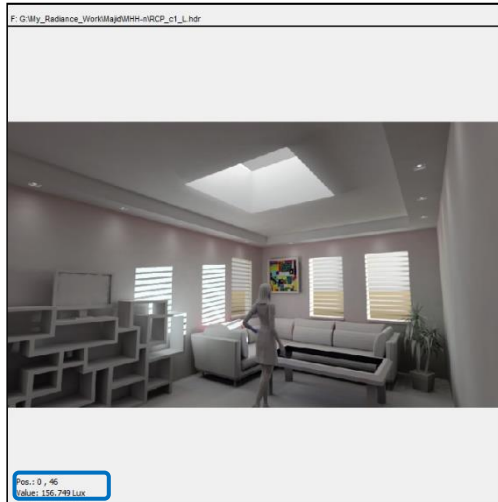 F: G:\My_Radiance_Work\Majid\MHH-n\RCP_c1_L.hdr
Pos.: 0 , 46
Value: 156.749 Lux